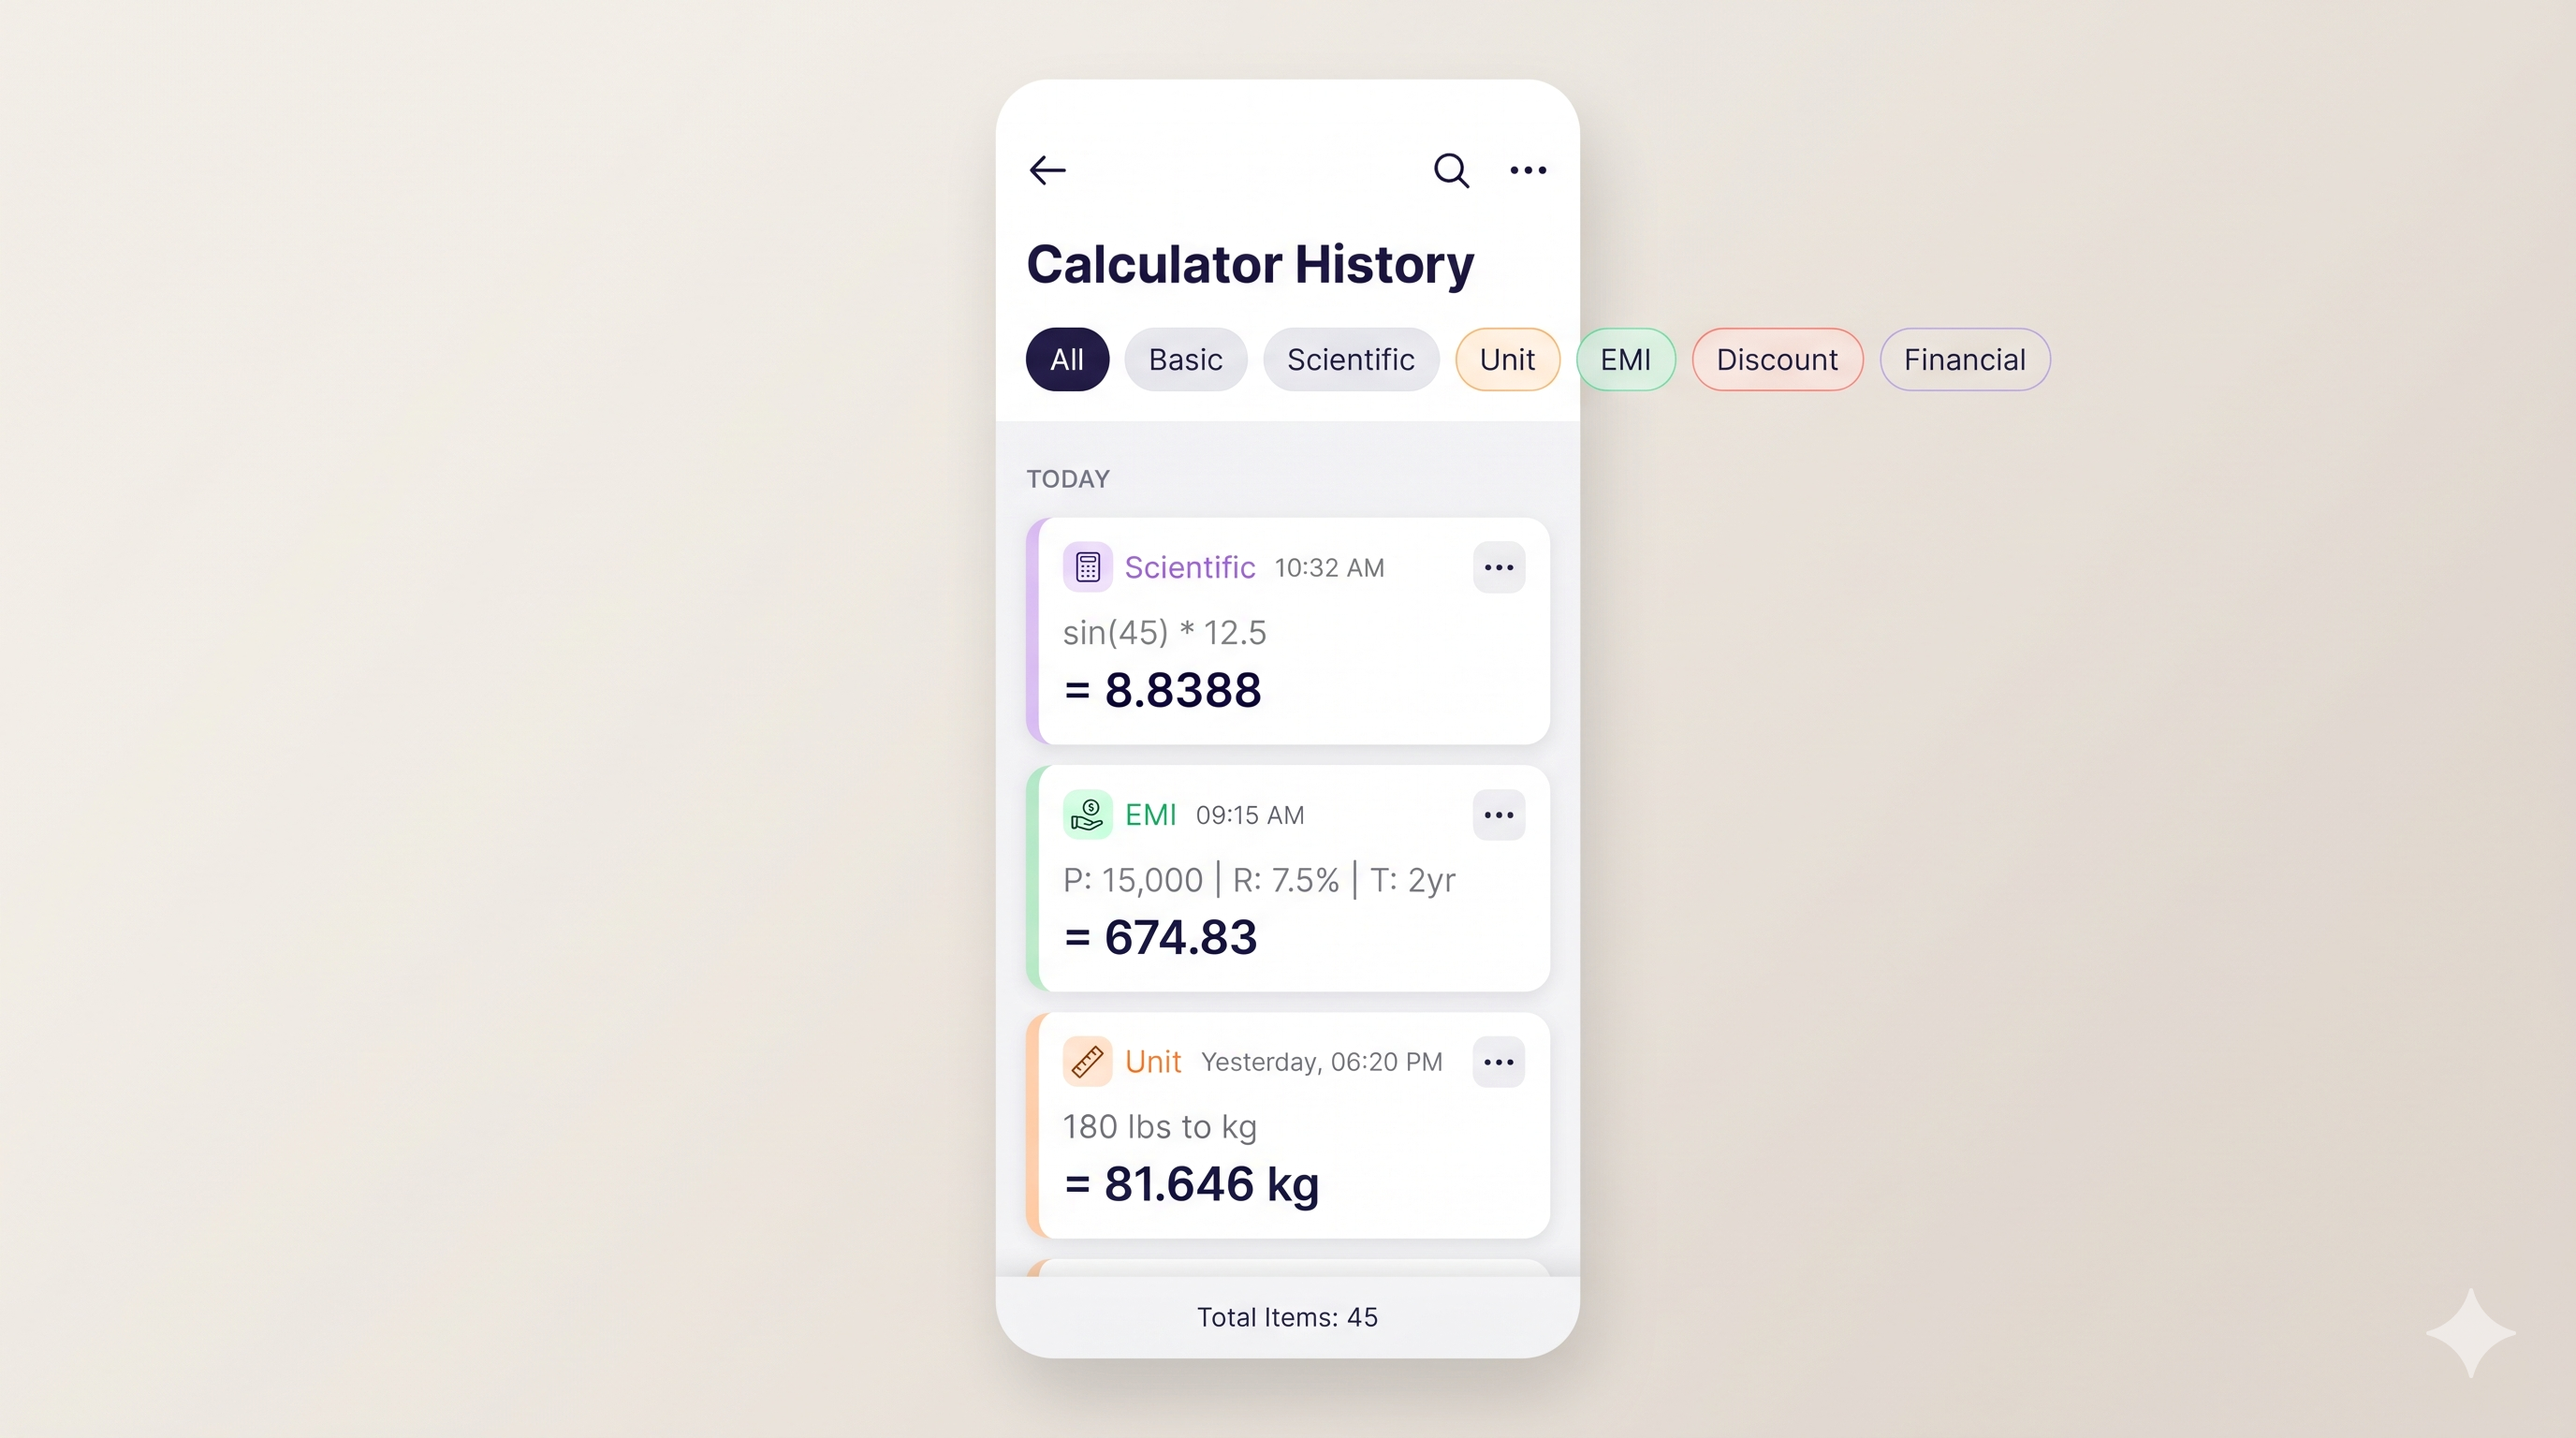 Calculator History
All Basic Scientific Unit EMI Discount Financial
TODAY
Scientific 10:32 AM
sin(45) * 12.5
= 8.8388
EMI 09:15 AM
P: 15,000 | R: 7.5% | T: 2yr
= 674.83
Unit Yesterday, 06:20 PM
180 lbs to kg
= 81.646 kg
Total Items: 45